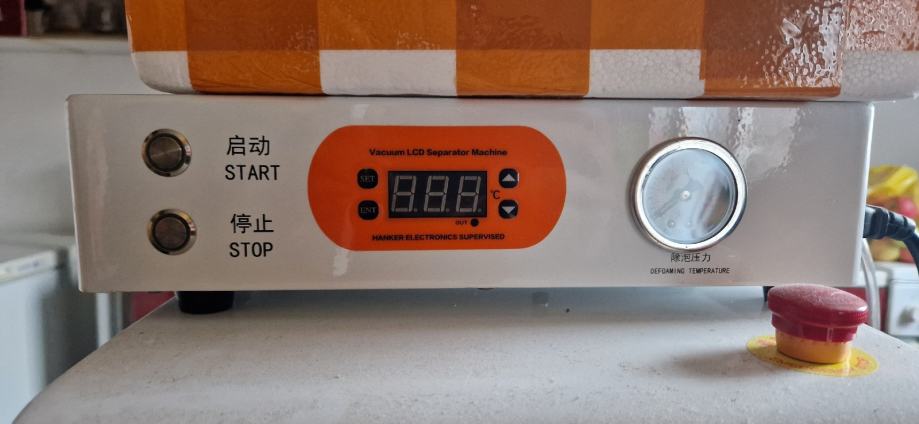 启动
START
停止
STOP
Vacuum LCD Separator Machine
SET
ENT
℃
OUT
HANKER ELECTRONICS SUPERVISED
除泡压力
DEFOAMING TEMPERATURE